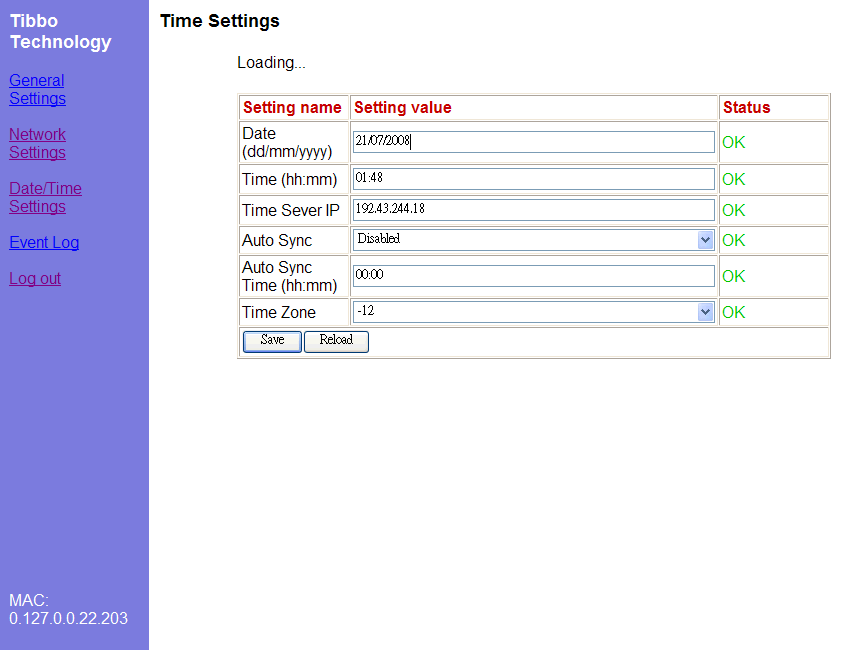 Tibbo
Technology
General
Settings
Network
Settings
Date/Time
Settings
Event Log
Log out
MAC:
0.127.0.0.22.203
Time Settings
Loading...
Setting name Setting value Status
Date
(dd/mm/yyyy) 21/07/2008 OK
Time (hh:mm) 01:48 OK
Time Sever IP 192.43.244.18 OK
Auto Sync Disabled OK
Auto Sync
Time (hh:mm) 00:00 OK
Time Zone -12 OK
Save Reload